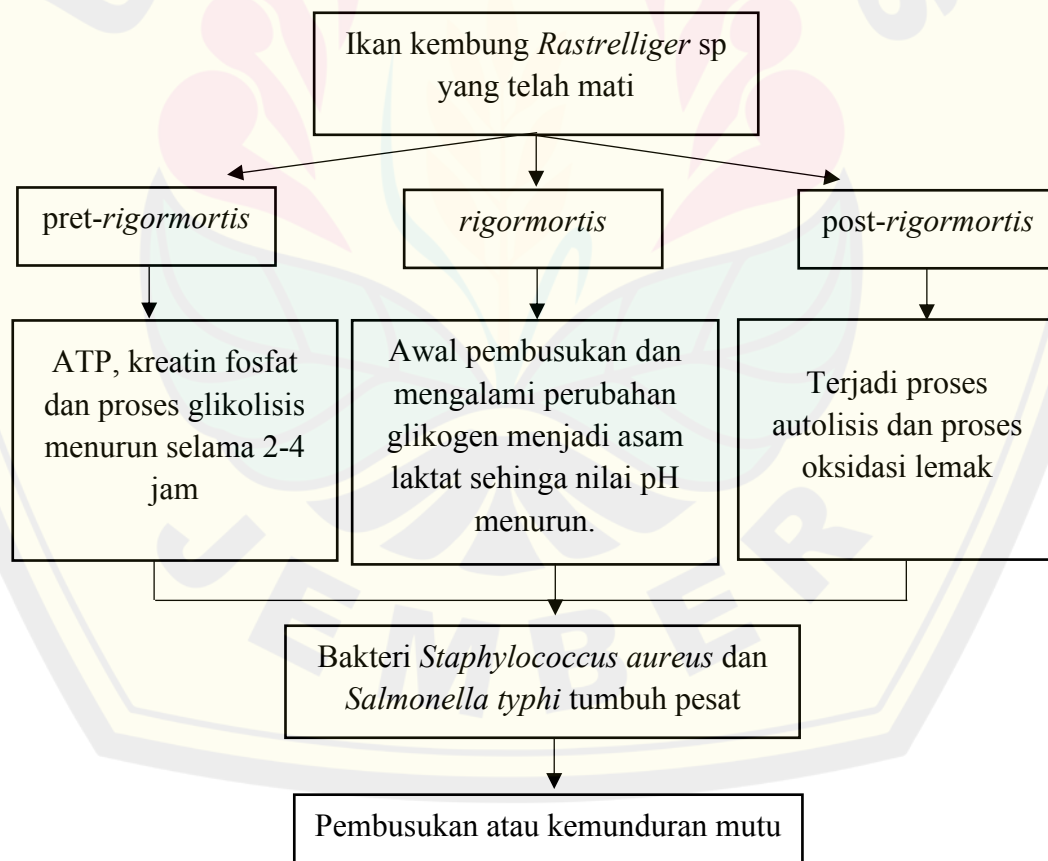 Ikan kembung Rastrelliger sp
yang telah mati
pret-rigormortis
rigormortis
post-rigormortis
ATP, kreatin fosfat
dan proses glikolisis
menurun selama 2-4
jam
Awal pembusukan dan
mengalami perubahan
glikogen menjadi asam
laktat sehinga nilai pH
menurun.
Terjadi proses
autolisis dan proses
oksidasi lemak
Bakteri Staphylococcus aureus dan
Salmonella typhi tumbuh pesat
Pembusukan atau kemunduran mutu
JEMBER